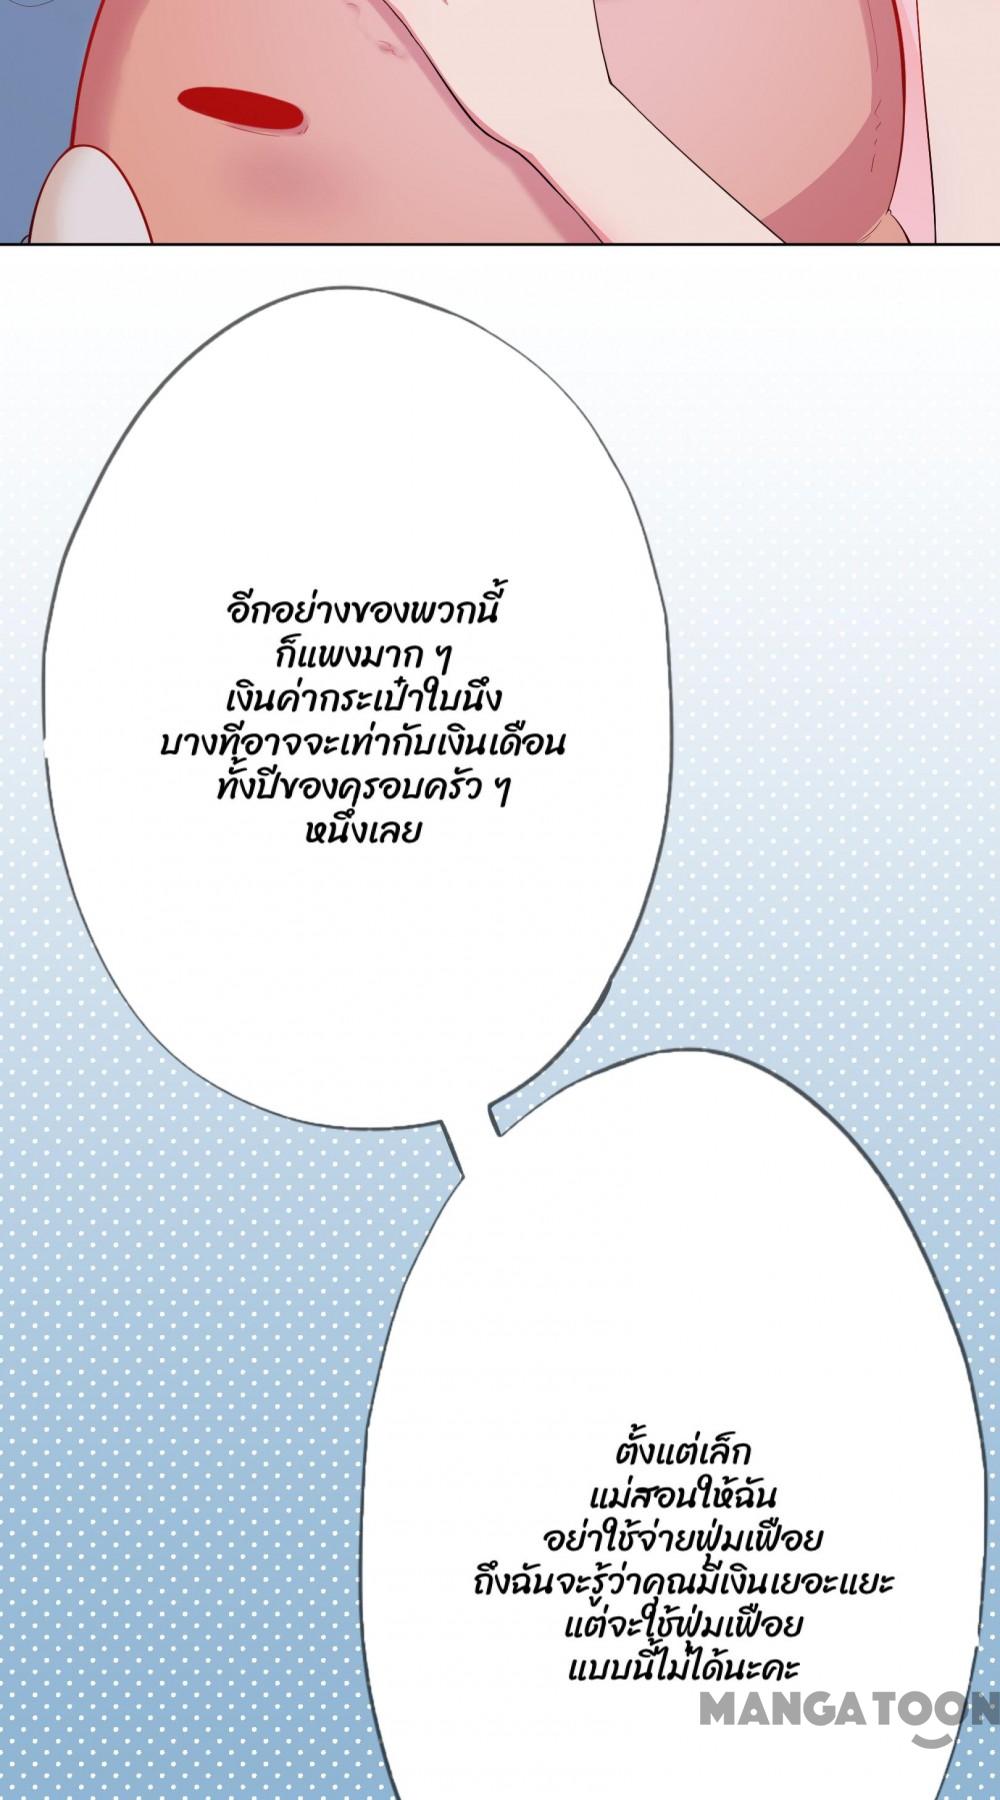 อีกอย่างของพวกนี้
ก็แพงมาก ๆ
เงินค่ากระเป๋าใบนึง
บางทีอาจจะเท่ากับเงินเดือน
ทั้งปีของครอบครัว ๆ
หนึ่งเลย
ตั้งแต่เล็ก
แม่สอนให้ฉัน
อย่าใช้จ่ายฟุ่มเฟือย
ถึงฉันจะรู้ว่าคุณมีเงินเยอะแยะ
แต่จะใช้ฟุ่มเฟือย
แบบนี้ไม่ได้นะคะ
MANGATOON